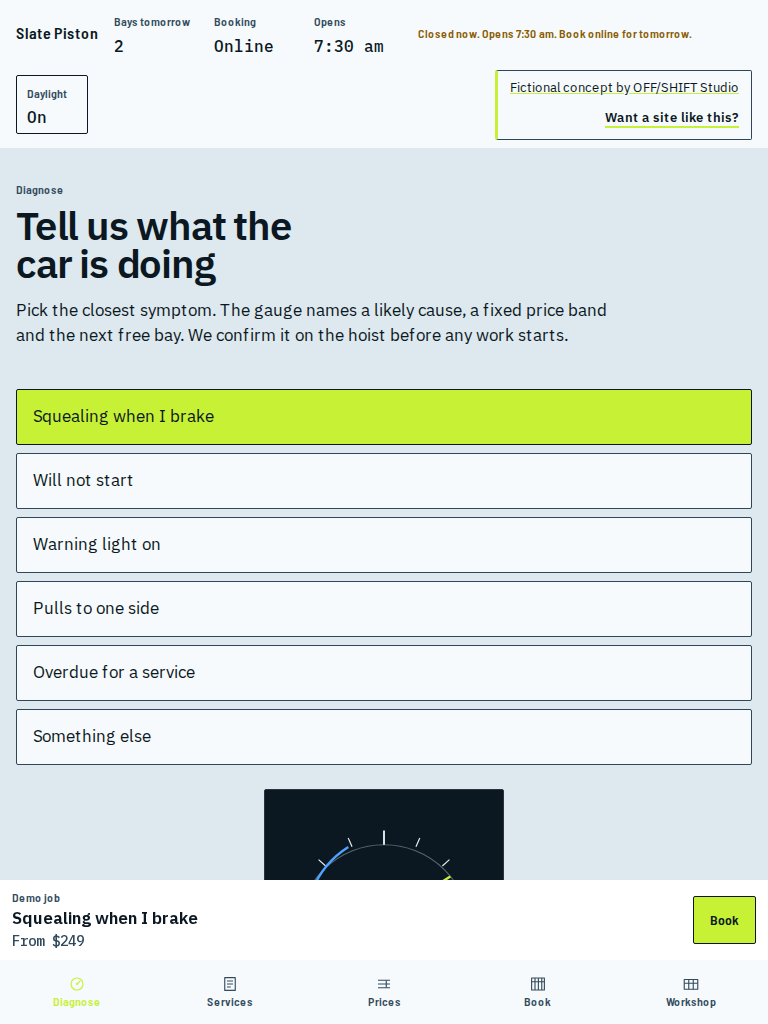 Slate Piston
Bays tomorrow
2
Booking
Online
Opens
7:30 am
Closed now. Opens 7:30 am. Book online for tomorrow.
Daylight
On
Fictional concept by OFF/SHIFT Studio
Want a site like this?
Diagnose
Tell us what the
car is doing
Pick the closest symptom. The gauge names a likely cause, a fixed price band
and the next free bay. We confirm it on the hoist before any work starts.
Squealing when I brake
Will not start
Warning light on
Pulls to one side
Overdue for a service
Something else
Demo job
Squealing when I brake
From $249
Book
Diagnose
Services
Prices
Book
Workshop